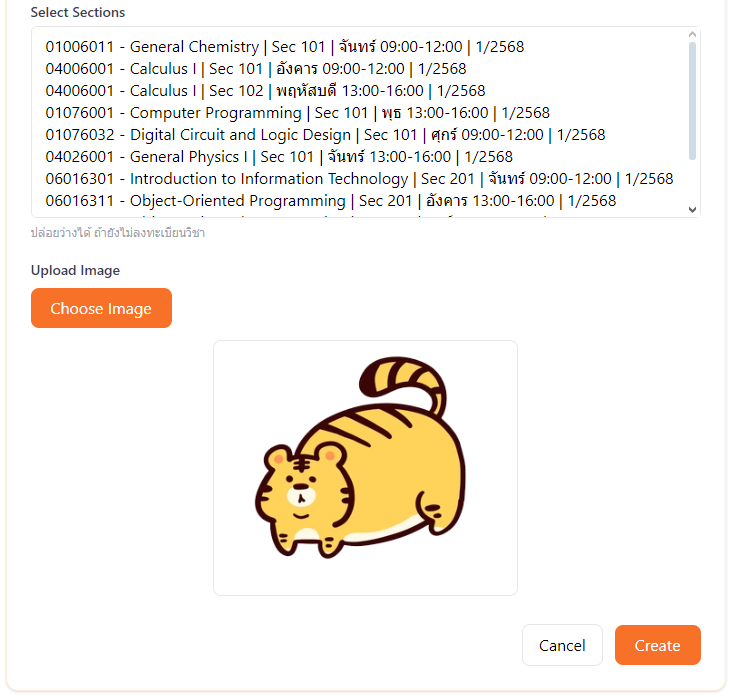 Select Sections
01006011 - General Chemistry | Sec 101 | จันทร์ 09:00-12:00 | 1/2568
04006001 - Calculus I | Sec 101 | อังคาร 09:00-12:00 | 1/2568
04006001 - Calculus I | Sec 102 | พฤหัสบดี 13:00-16:00 | 1/2568
01076001 - Computer Programming | Sec 101 | พุธ 13:00-16:00 | 1/2568
01076032 - Digital Circuit and Logic Design | Sec 101 | ศุกร์ 09:00-12:00 | 1/2568
04026001 - General Physics I | Sec 101 | จันทร์ 13:00-16:00 | 1/2568
06016301 - Introduction to Information Technology | Sec 201 | จันทร์ 09:00-12:00 | 1/2568
06016311 - Object-Oriented Programming | Sec 201 | อังคาร 13:00-16:00 | 1/2568
ปล่อยว่างได้ ถ้ายังไม่ลงทะเบียนวิชา
Upload Image
Choose Image
Cancel
Create